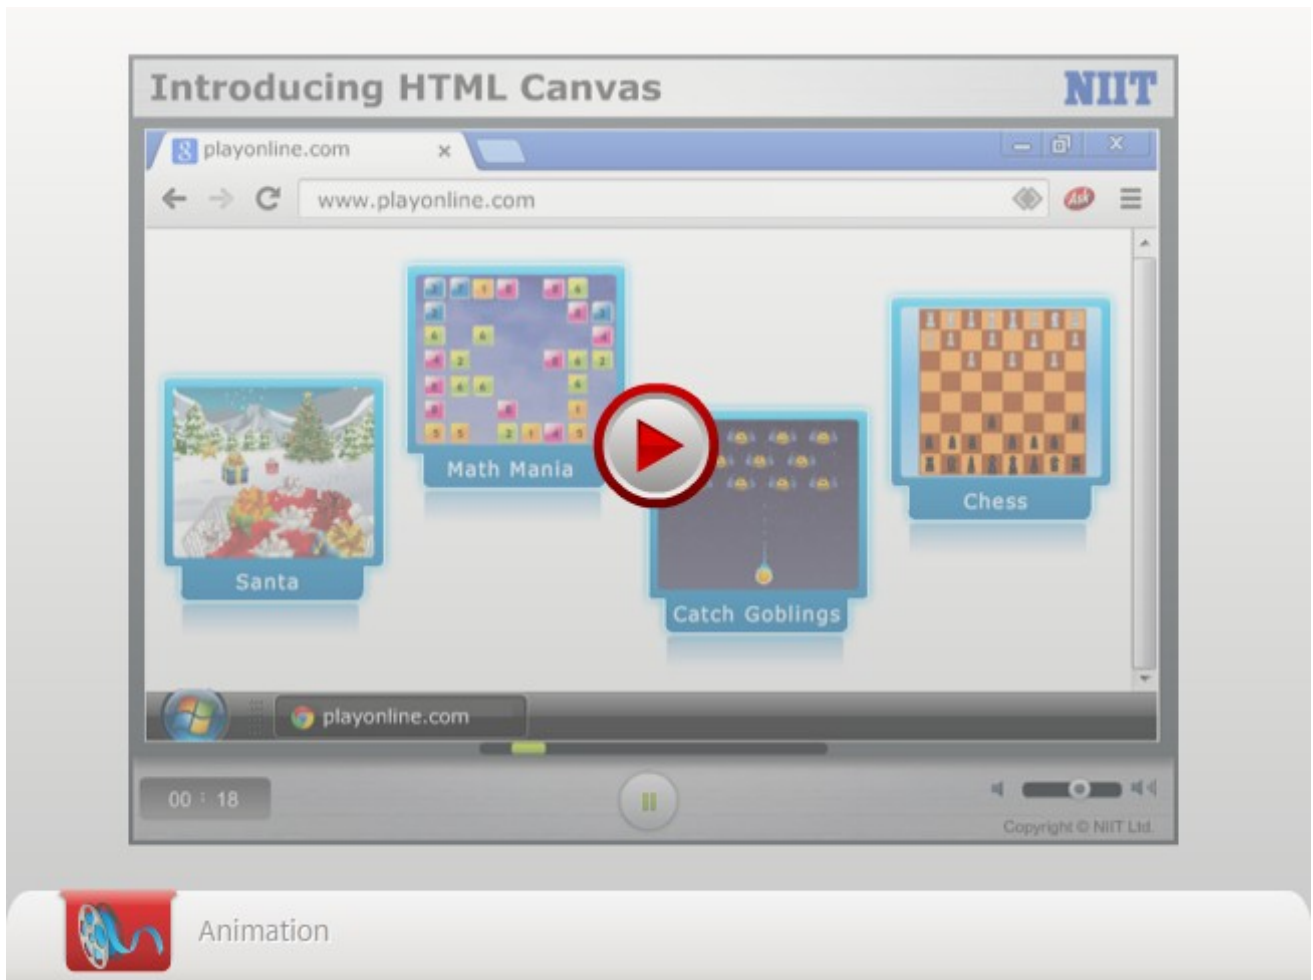 Introducing HTML Canvas
NIIT
playonline.com
www.playonline.com
Ask
Math Mania
Chess
Santa
Catch Goblings
playonline.com
00 : 18
Copyright © NIIT Ltd.
Animation